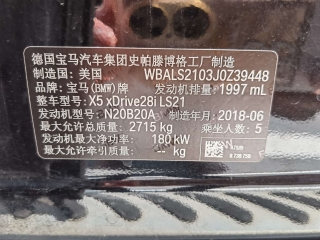 德国宝马汽车集团史帕滕博格工厂制造
制造国：美国 WBALS2103J0Z39448
品牌：宝马(BMW)牌 发动机排量：1997 mL
整车型号：X5 xDrive28i LS21
发动机型号：N20B20A 制造年月：2018-06
最大允许总质量：2715 kg 乘坐人数：5
发动机最大净功率：180 kW
最大允许牵引质量：-- kg